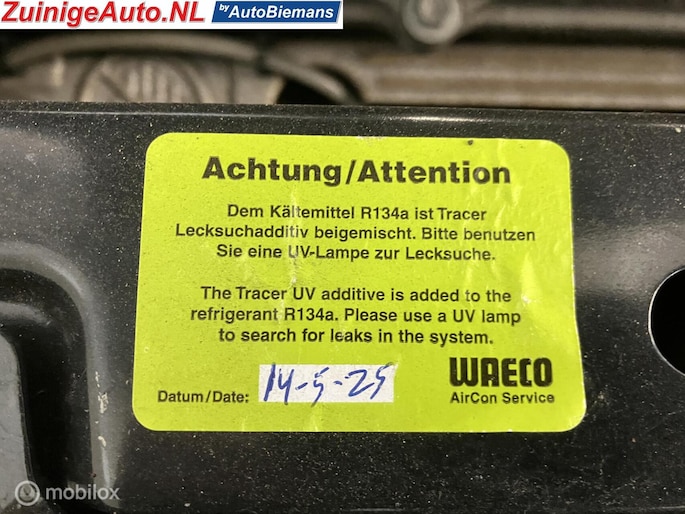 ZuinigeAuto.NL by AutoBiemans
Achtung/Attention
Dem Kältemittel R134a ist Tracer
Lecksuchadditiv beigemischt. Bitte benutzen
Sie eine UV-Lampe zur Lecksuche.
The Tracer UV additive is added to the
refrigerant R134a. Please use a UV lamp
to search for leaks in the system.
Datum/Date: 14-5-25
WAECO
AirCon Service
mobilox